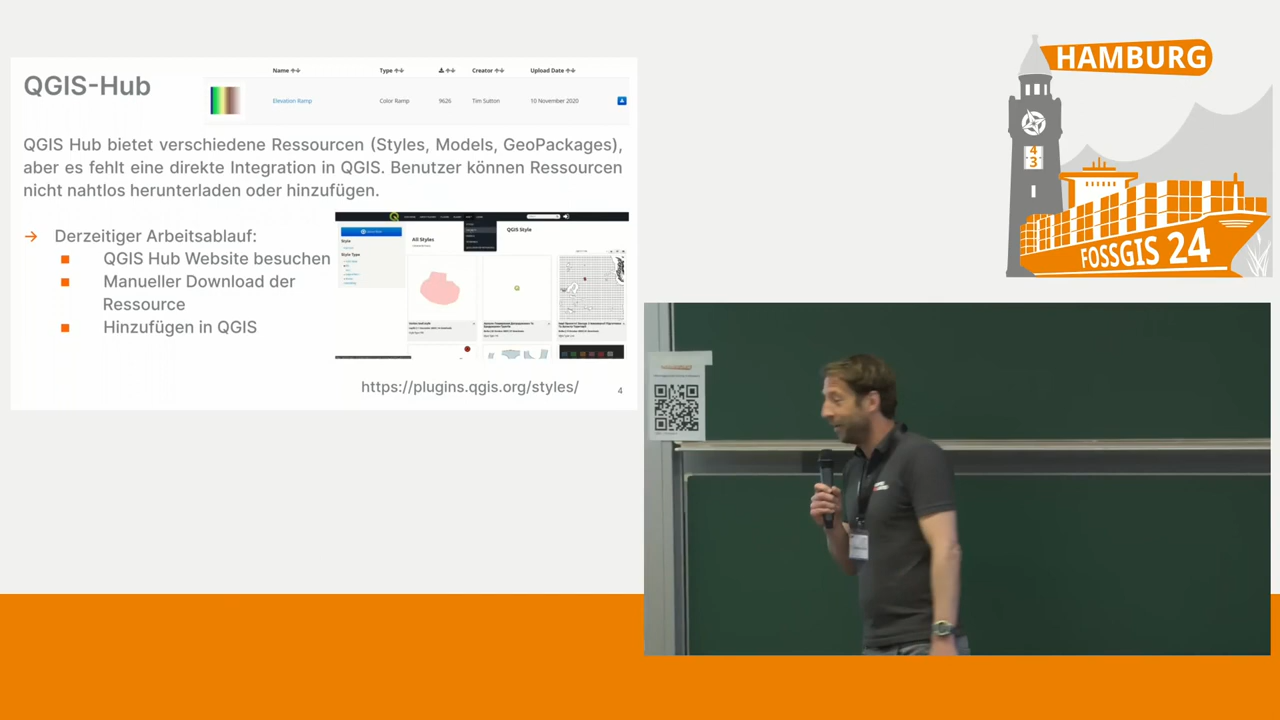 QGIS-Hub
Name Type Creator Upload Date
Elevation Ramp Color Ramp 9626 Tim Sutton 10 November 2020
QGIS Hub bietet verschiedene Ressourcen (Styles, Models, GeoPackages),
aber es fehlt eine direkte Integration in QGIS. Benutzer können Ressourcen
nicht nahtlos herunterladen oder hinzufügen.
Derzeitiger Arbeitsablauf:
QGIS Hub Website besuchen
Manueller Download der
Ressource
Hinzufügen in QGIS
All Styles
QGIS Style
Style
Style Type
https://plugins.qgis.org/styles/
4
HAMBURG
4
3
FOSSGIS 24